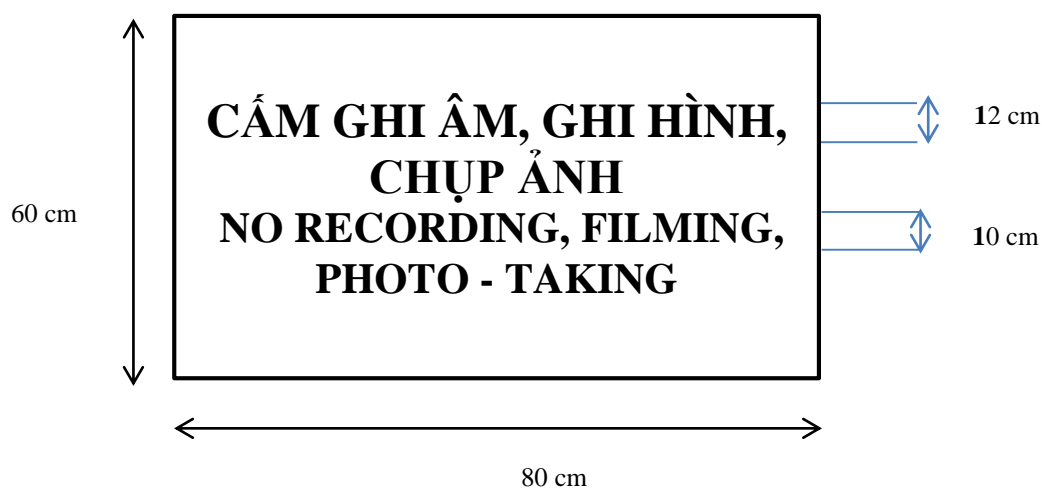 CẤM GHI ÂM, GHI HÌNH,
12 cm
CHỤP ẢNH
60 cm
NO RECORDING, FILMING,
10 cm
PHOTO - TAKING
80 cm